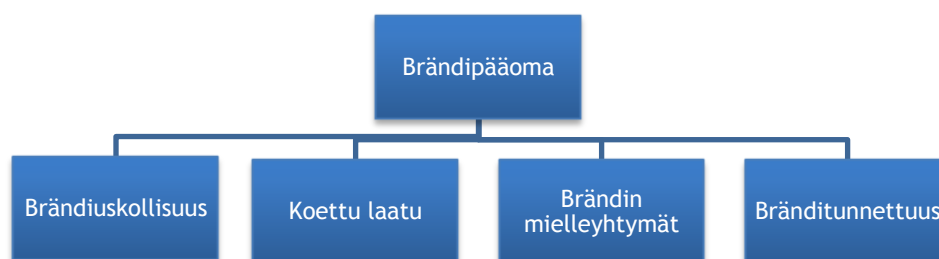 Brändipääoma
Brändiuskollisuus
Koettu laatu
Brändin
mielleyhtymät
Bränditunnettuus